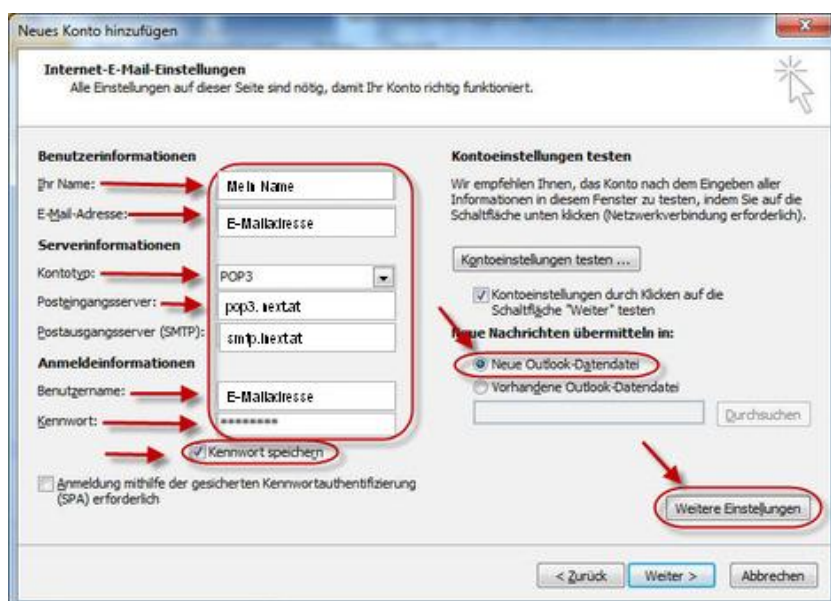 Neues Konto hinzufügen
Internet-E-Mail-Einstellungen
Alle Einstellungen auf dieser Seite sind nötig, damit Ihr Konto richtig funktioniert.
Benutzerinformationen
Ihr Name:
Mein Name
E-Mail-Adresse:
E-Mailadresse
Serverinformationen
Kontotyp:
POP3
Posteingangsserver:
pop3.next.at
Postausgangsserver (SMTP):
smtp.next.at
Anmeldeinformationen
Benutzername:
E-Mailadresse
Kennwort:
********
Kennwort speichern
Anmeldung mithilfe der gesicherten Kennwortauthentifizierung
(SPA) erforderlich
Kontoeinstellungen testen
Wir empfehlen Ihnen, das Konto nach dem Eingeben aller
Informationen in diesem Fenster zu testen, indem Sie auf die
Schaltfläche unten klicken (Netzwerkverbindung erforderlich).
Kontoeinstellungen testen ...
Kontoeinstellungen durch Klicken auf die
Schaltfläche "Weiter" testen
Neue Nachrichten übermitteln in:
Neue Outlook-Datendatei
Vorhandene Outlook-Datendatei
Durchsuchen
Weitere Einstellungen
< Zurück
Weiter >
Abbrechen